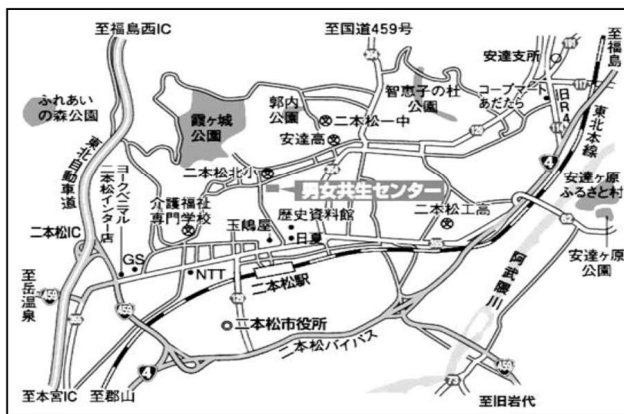 至福島西IC
至国道459号
至福島
安達支所
ふれあい
の森公園
霞ヶ城
公園
郭内
公園
二本松一中
安達高
智恵子の杜
公園
コープマート
あだたら
旧R4
東北本線
東北自動車道
二本松北小
男女共生センター
安達ヶ原
ふるさと村
ヨークベニマル
二本松インター店
介護福祉
専門学校
玉鶴屋
歴史資料館
日夏
二本松工高
二本松IC
GS
NTT
二本松駅
安達ヶ原
公園
阿武隈川
至岳温泉
459
二本松市役所
二本松バイパス
4
459
至本宮IC
至郡山
至旧岩代